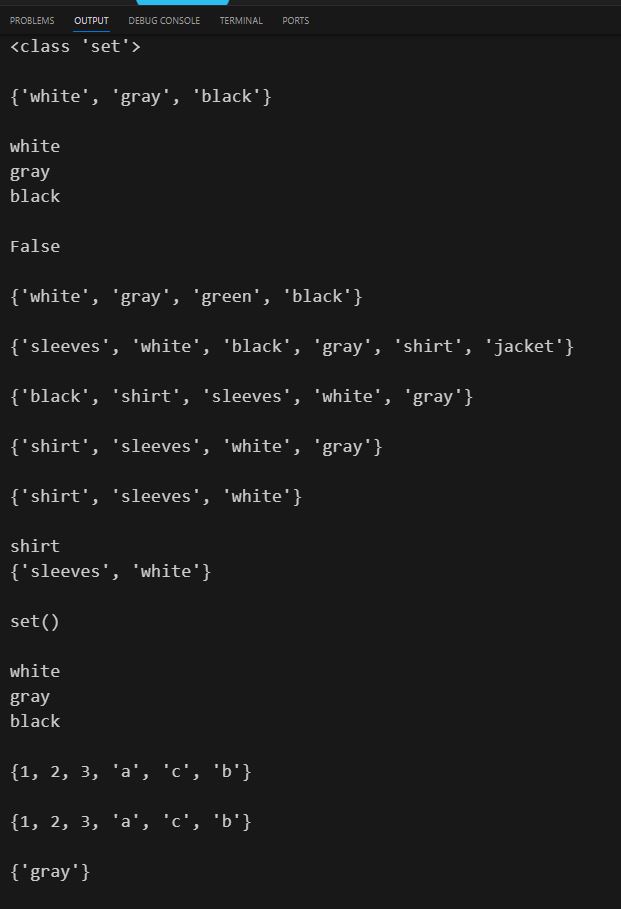 PROBLEMS OUTPUT DEBUG CONSOLE TERMINAL PORTS
<class 'set'>
{'white', 'gray', 'black'}
white
gray
black
False
{'white', 'gray', 'green', 'black'}
{'sleeves', 'white', 'black', 'gray', 'shirt', 'jacket'}
{'black', 'shirt', 'sleeves', 'white', 'gray'}
{'shirt', 'sleeves', 'white', 'gray'}
{'shirt', 'sleeves', 'white'}
shirt
{'sleeves', 'white'}
set()
white
gray
black
{1, 2, 3, 'a', 'c', 'b'}
{1, 2, 3, 'a', 'c', 'b'}
{'gray'}